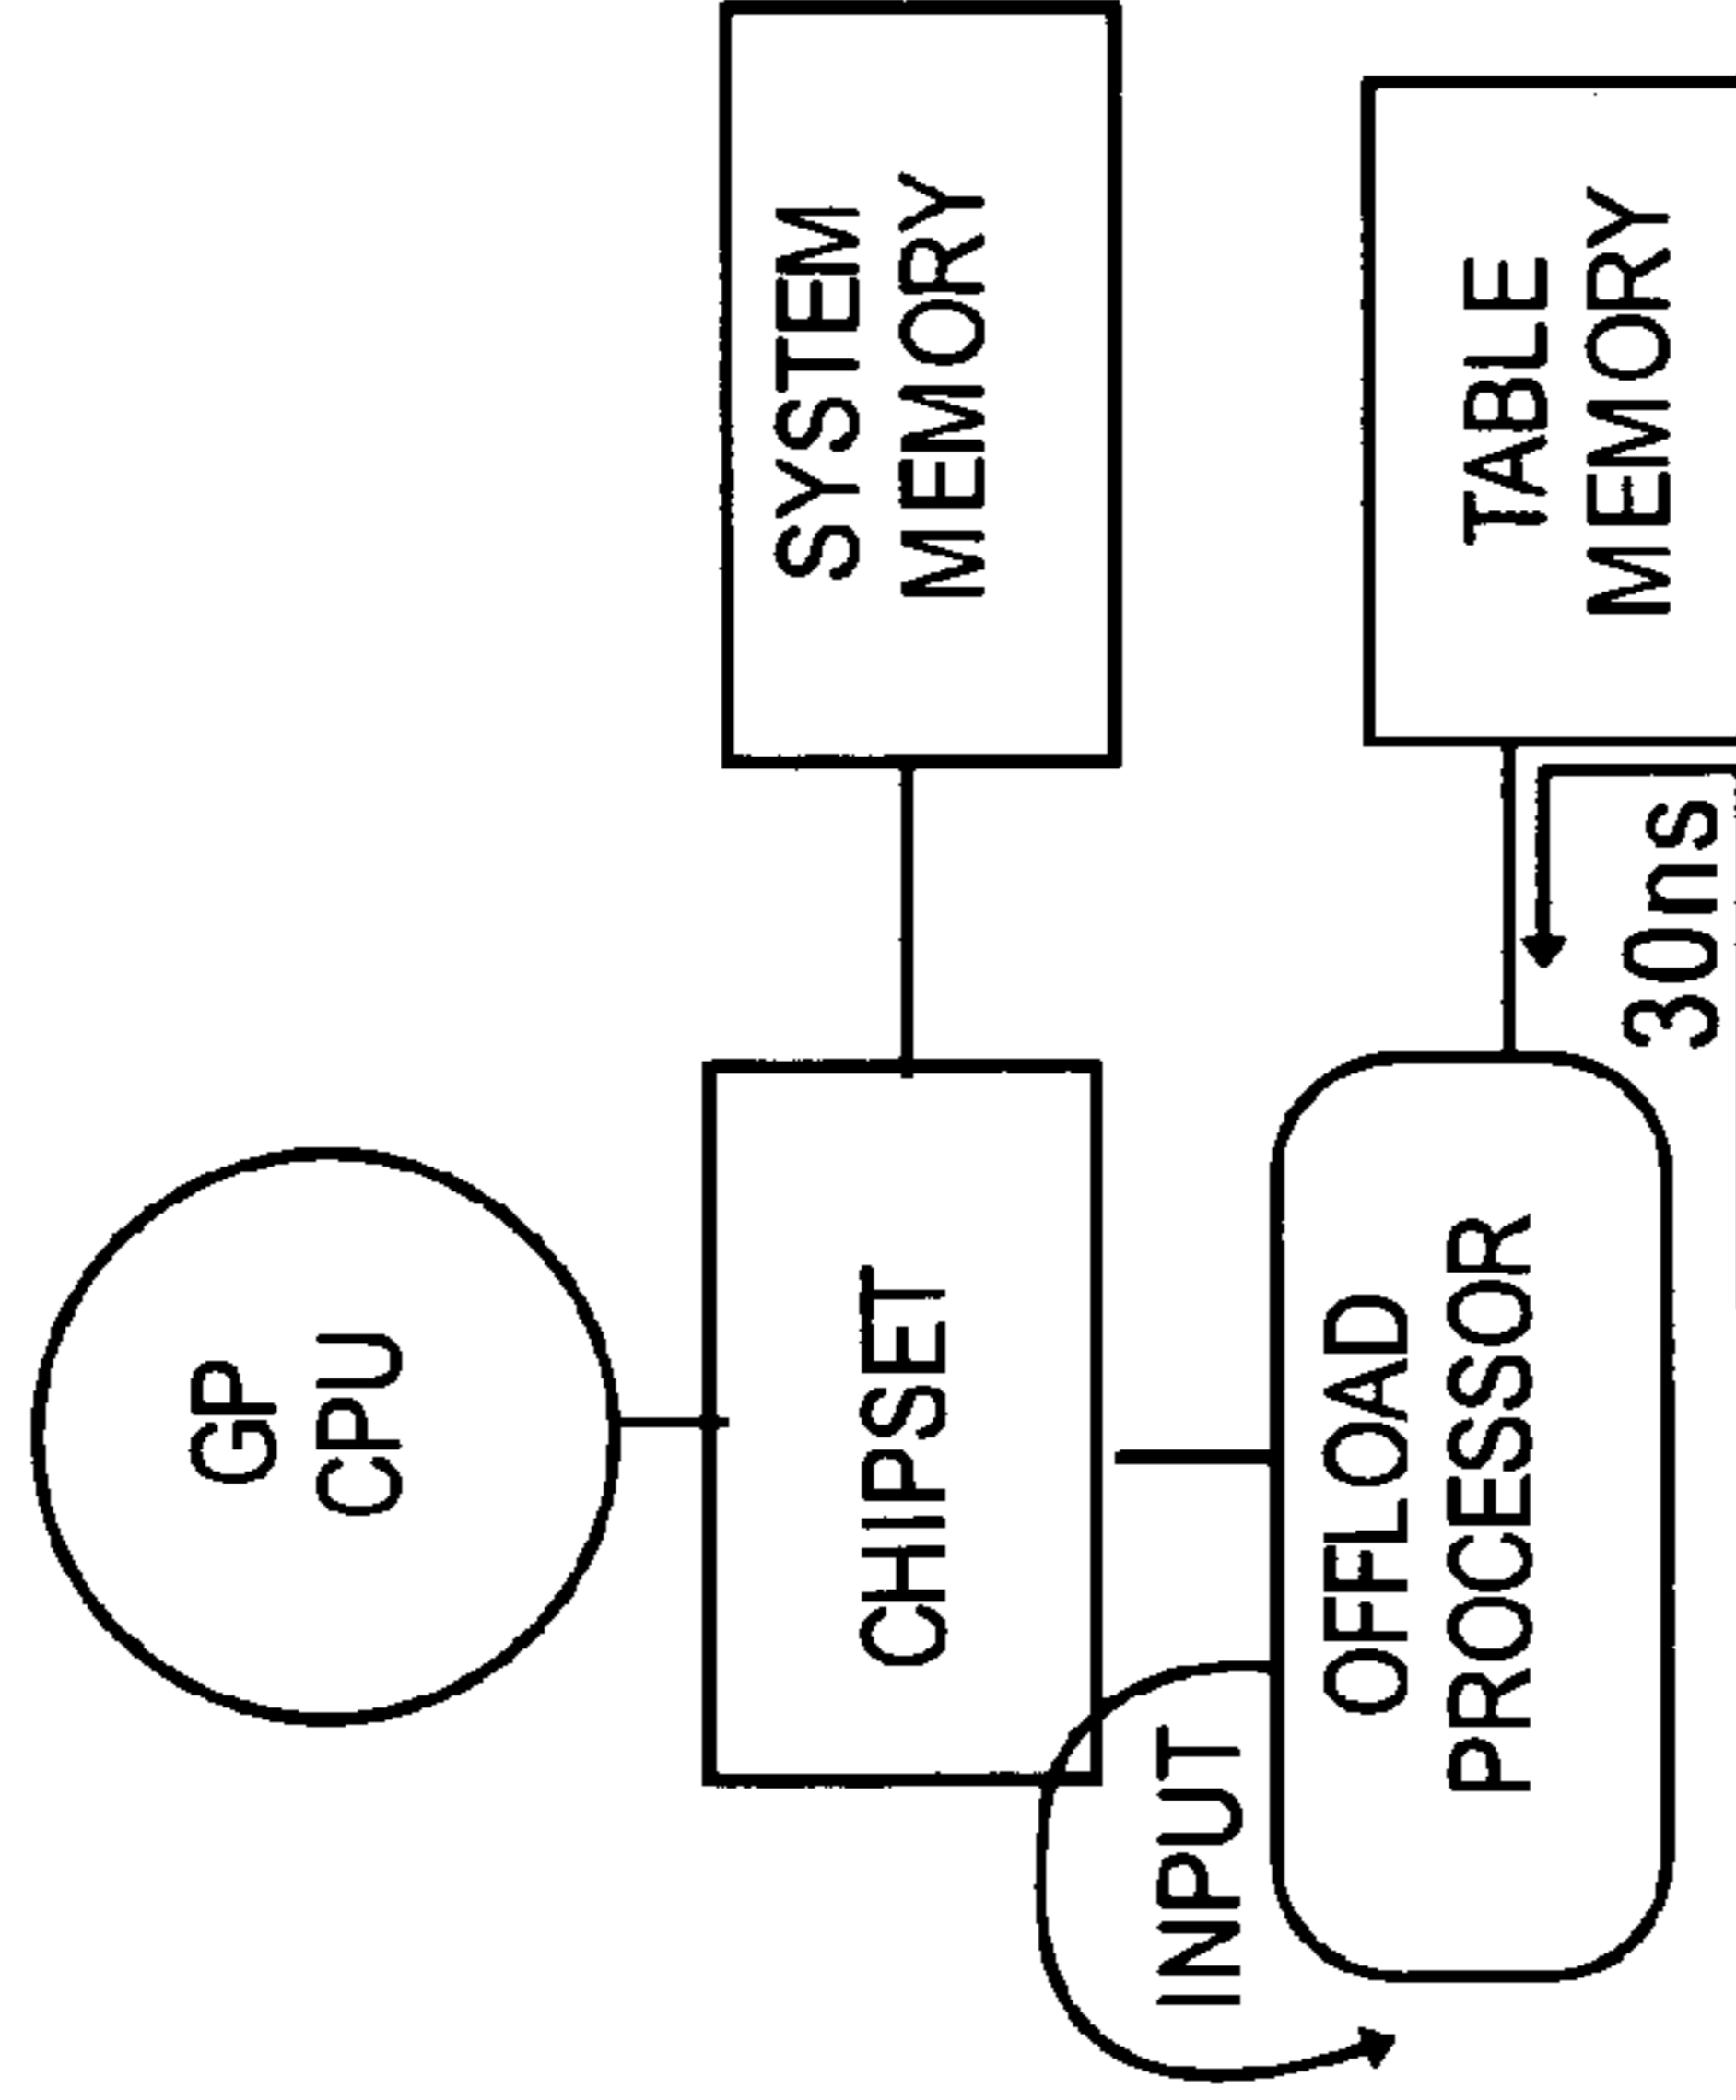 GP
CPU
CHIPSET
SYSTEM
MEMORY
INPUT
OFFLOAD
PROCESSOR
TABLE
MEMORY
30ns